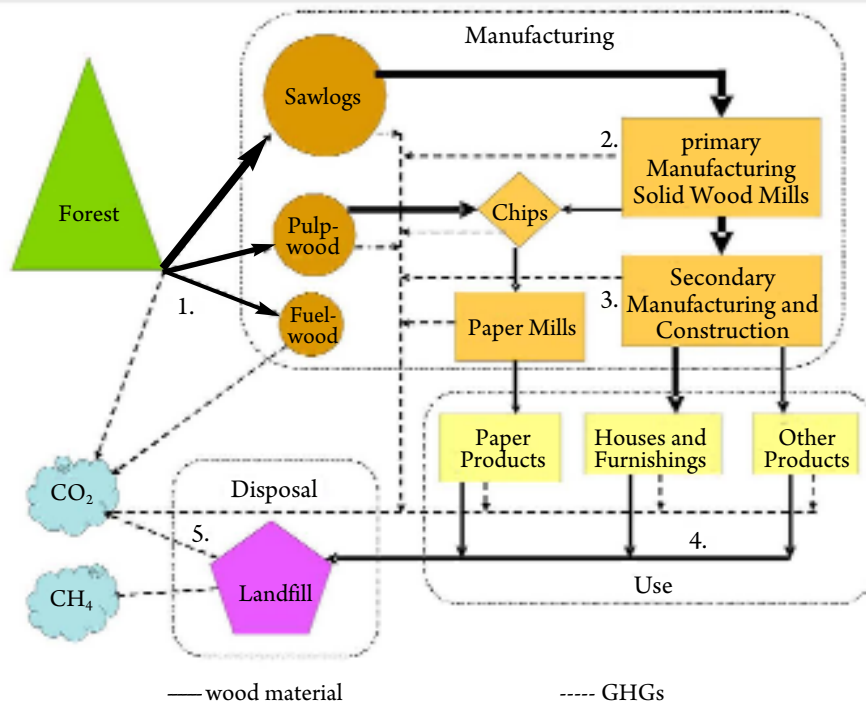 Manufacturing
Sawlogs
2.
primary
Manufacturing
Solid Wood Mills
Forest
Chips
Pulp-
wood
1.
Fuel-
wood
Paper Mills
3.
Secondary
Manufacturing and
Construction
Paper
Products
Houses and
Furnishings
Other
Products
CO₂
Disposal
5.
4.
CH₄
Landfill
Use
wood material
GHGs